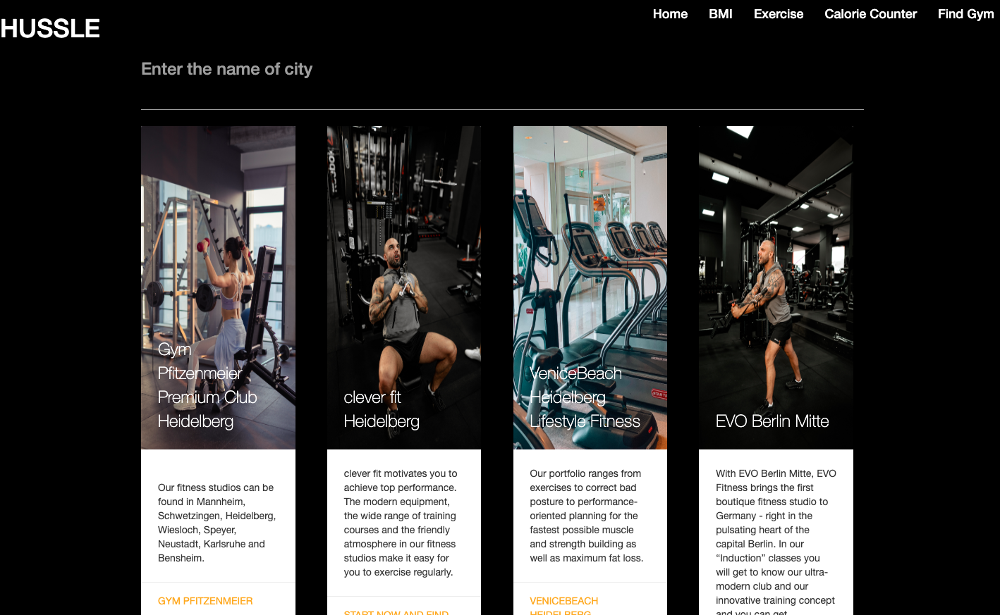 HUSSLE
Home BMI Exercise Calorie Counter Find Gym
Enter the name of city
Gym
Pfitzenmeier
Premium Club
Heidelberg
Our fitness studios can be
found in Mannheim,
Schwetzingen, Heidelberg,
Wiesloch, Speyer,
Neustadt, Karlsruhe and
Bensheim.
GYM PFITZENMEIER
clever fit
Heidelberg
clever fit motivates you to
achieve top performance.
The modern equipment,
the wide range of training
courses and the friendly
atmosphere in our fitness
studios make it easy for
you to exercise regularly.
START NOW AND FIND
VeniceBeach
Heidelberg
Lifestyle Fitness
Our portfolio ranges from
exercises to correct bad
posture to performance-
oriented planning for the
fastest possible muscle
and strength building as
well as maximum fat loss.
VENICEBEACH
HEIDELBERG
EVO Berlin Mitte
With EVO Berlin Mitte, EVO
Fitness brings the first
boutique fitness studio to
Germany - right in the
pulsating heart of the
capital Berlin. In our
“Induction” classes you
will get to know our ultra-
modern club and our
innovative training concept
and you can get